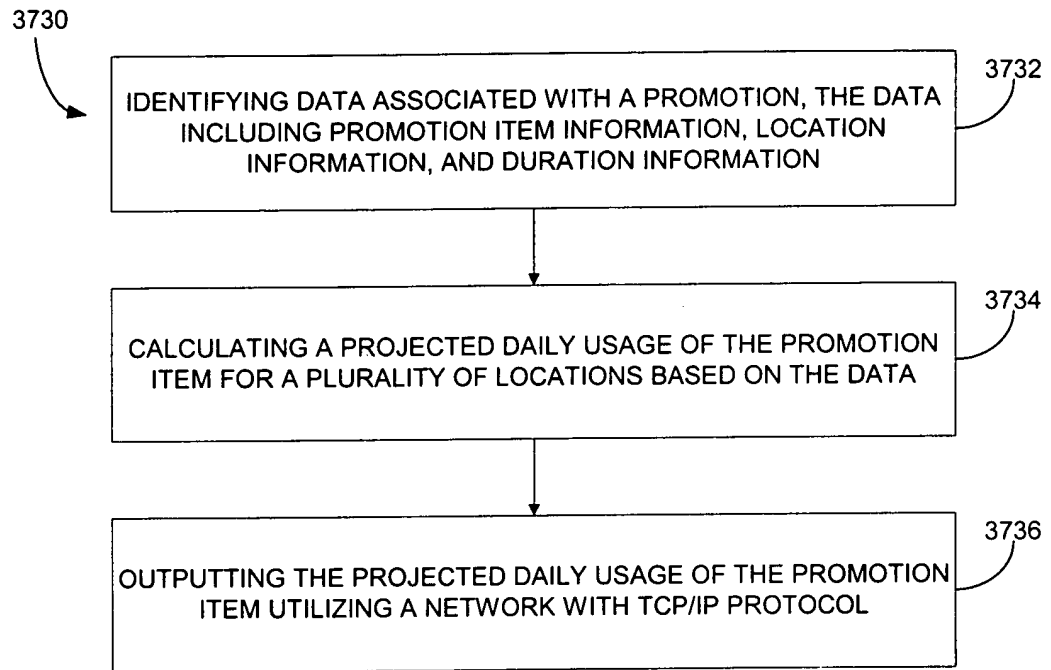 3730
3732
IDENTIFYING DATA ASSOCIATED WITH A PROMOTION, THE DATA
INCLUDING PROMOTION ITEM INFORMATION, LOCATION
INFORMATION, AND DURATION INFORMATION
3734
CALCULATING A PROJECTED DAILY USAGE OF THE PROMOTION
ITEM FOR A PLURALITY OF LOCATIONS BASED ON THE DATA
3736
OUTPUTTING THE PROJECTED DAILY USAGE OF THE PROMOTION
ITEM UTILIZING A NETWORK WITH TCP/IP PROTOCOL